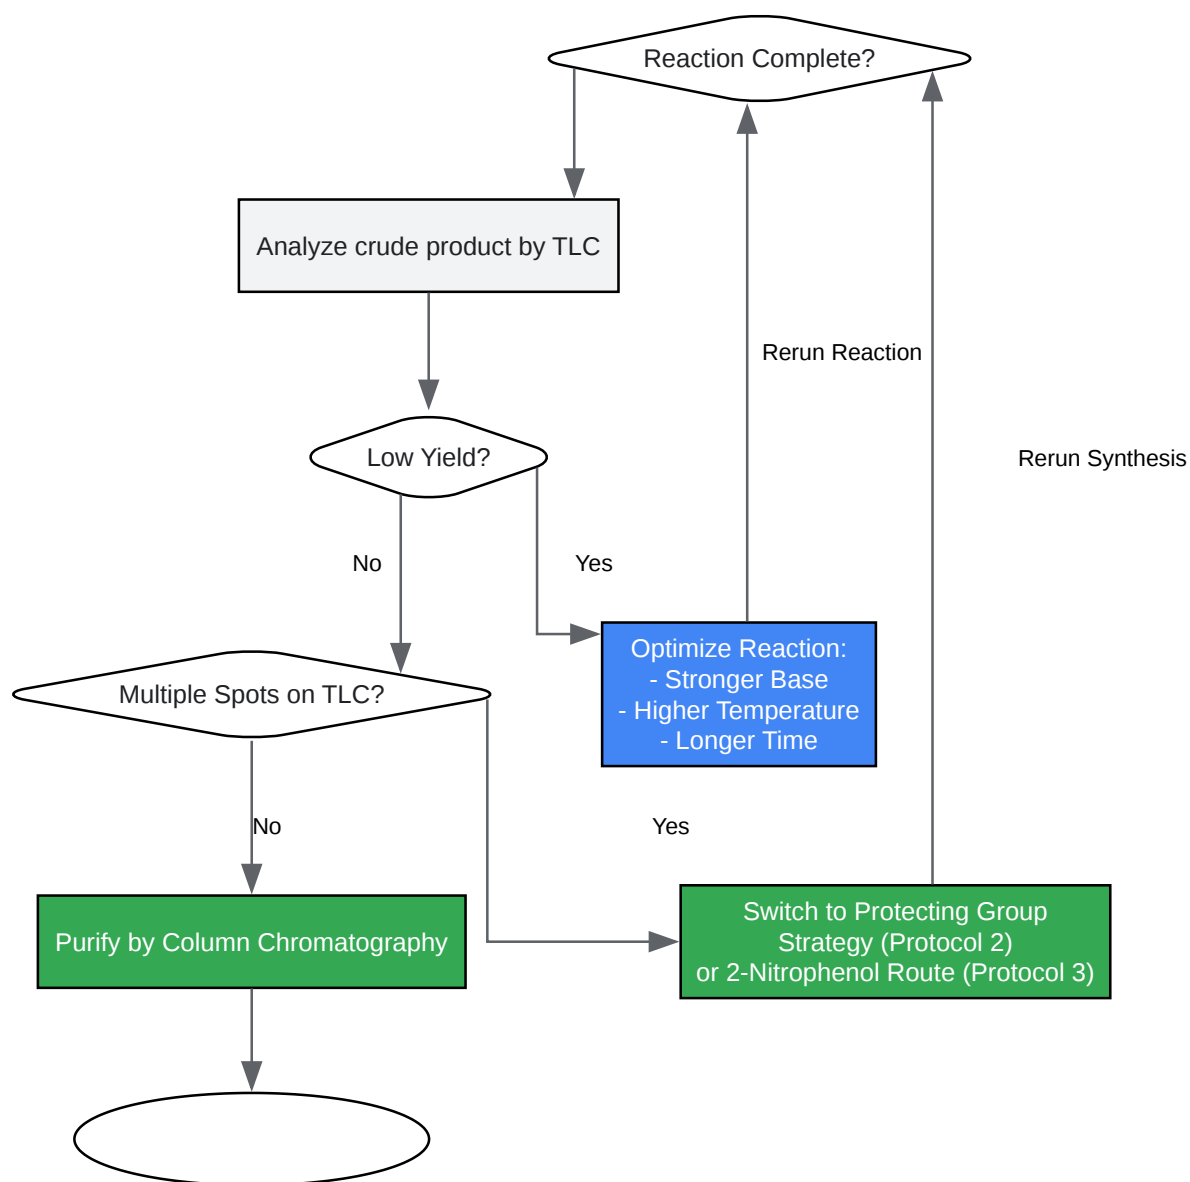 Reaction Complete?
Analyze crude product by TLC
Rerun Reaction
Low Yield?
Rerun Synthesis
No
Yes
Optimize Reaction:
- Stronger Base
- Higher Temperature
- Longer Time
Multiple Spots on TLC?
No
Yes
Purify by Column Chromatography
Switch to Protecting Group
Strategy (Protocol 2)
or 2-Nitrophenol Route (Protocol 3)